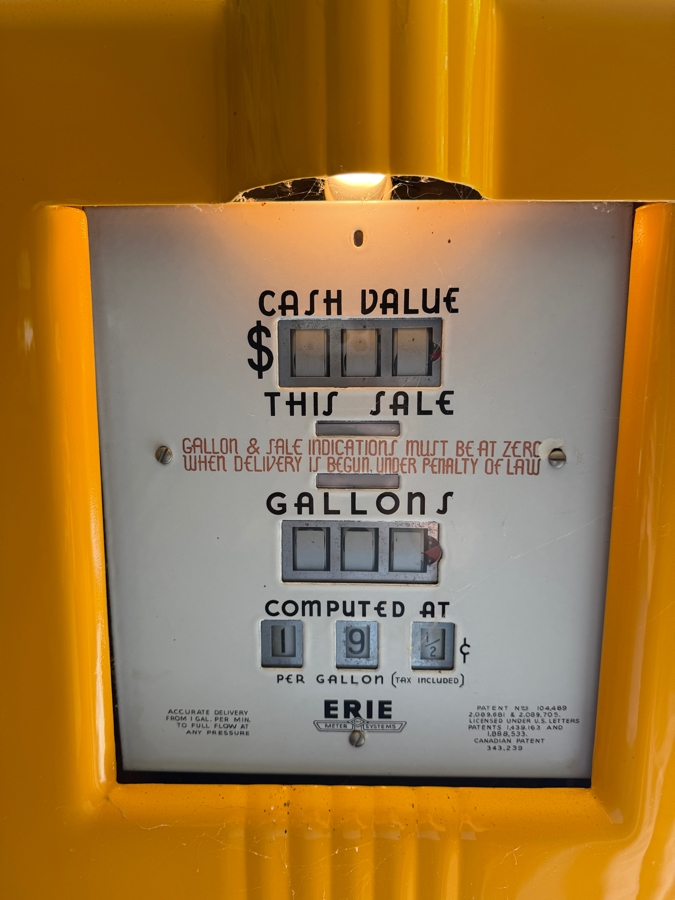 CASH VALUE
$
THIS SALE
GALLON & SALE INDICATIONS MUST BE AT ZERO
WHEN DELIVERY IS BEGUN. UNDER PENALTY OF LAW
GALLONS
COMPUTED AT
1 9 1/2 ¢
PER GALLON (TAX INCLUDED)
ERIE
METER SYSTEMS
ACCURATE DELIVERY
FROM 1 GAL. PER MIN.
TO FULL FLOW AT
ANY PRESSURE
PATENT NOS 104,489
2,089,681 & 2,089,705.
LICENSED UNDER U.S. LETTERS
PATENTS 1,439,163 AND
1,888,533.
CANADIAN PATENT
343,239